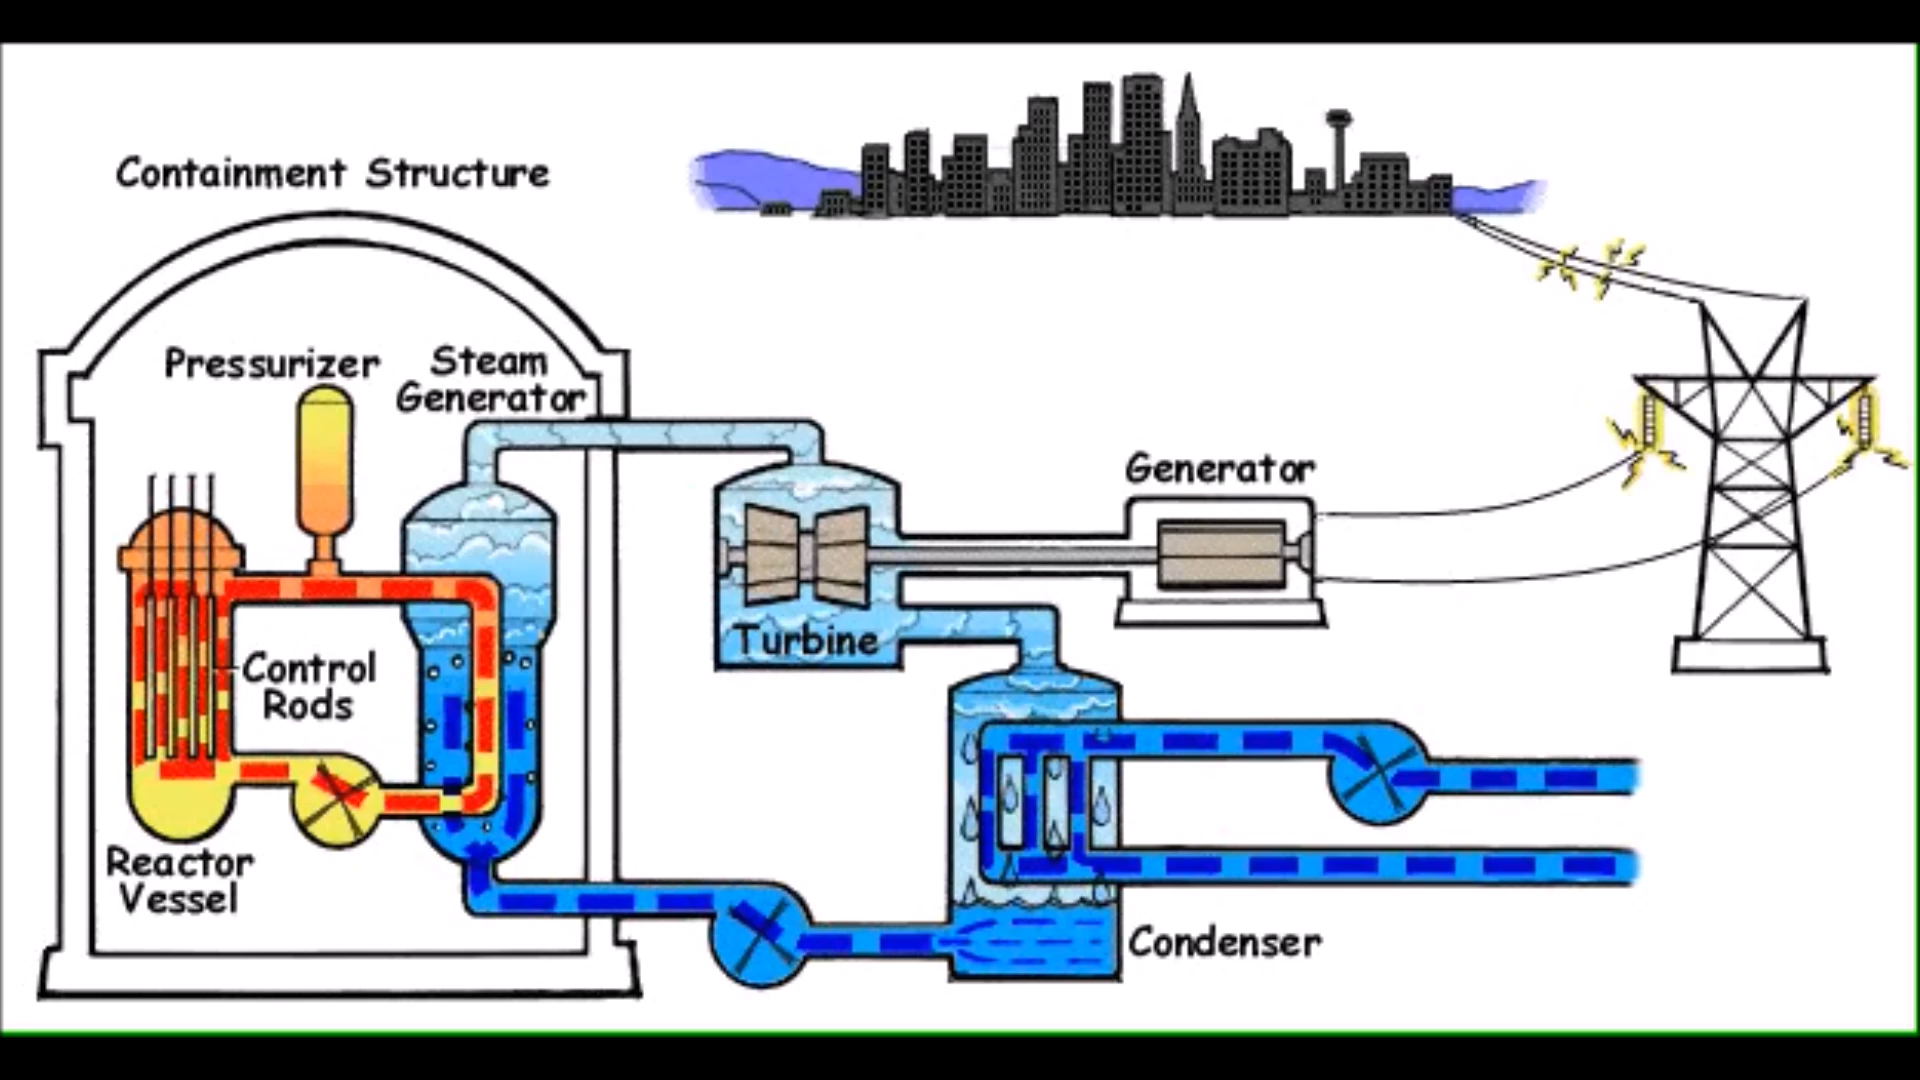 Containment Structure
Pressurizer
Steam
Generator
Generator
Turbine
Control
Rods
Reactor
Vessel
Condenser